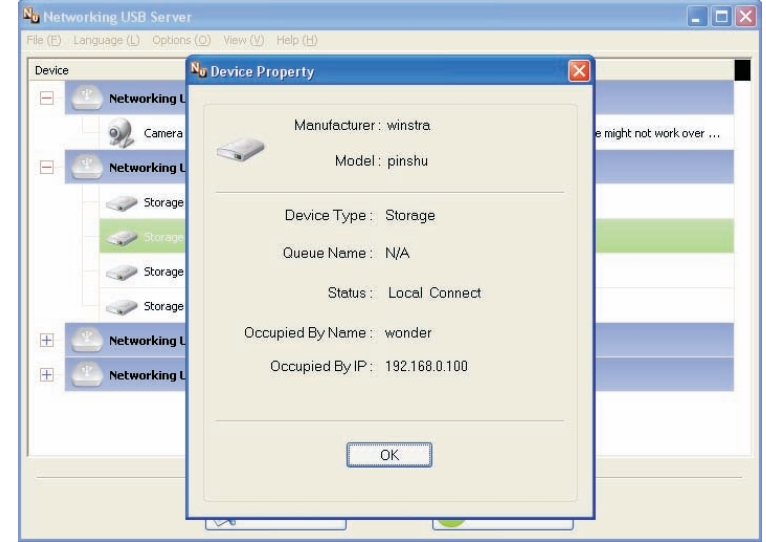 Networking USB Server
File (F) Language (L) Options (O) View (V) Help (H)
Device
Networking U
Camera
e might not work over ...
Networking U
Storage
Storage
Storage
Storage
Networking U
Networking U
Device Property
Manufacturer : winstra
Model : pinshu
Device Type : Storage
Queue Name : N/A
Status : Local Connect
Occupied By Name : wonder
Occupied By IP : 192.168.0.100
OK